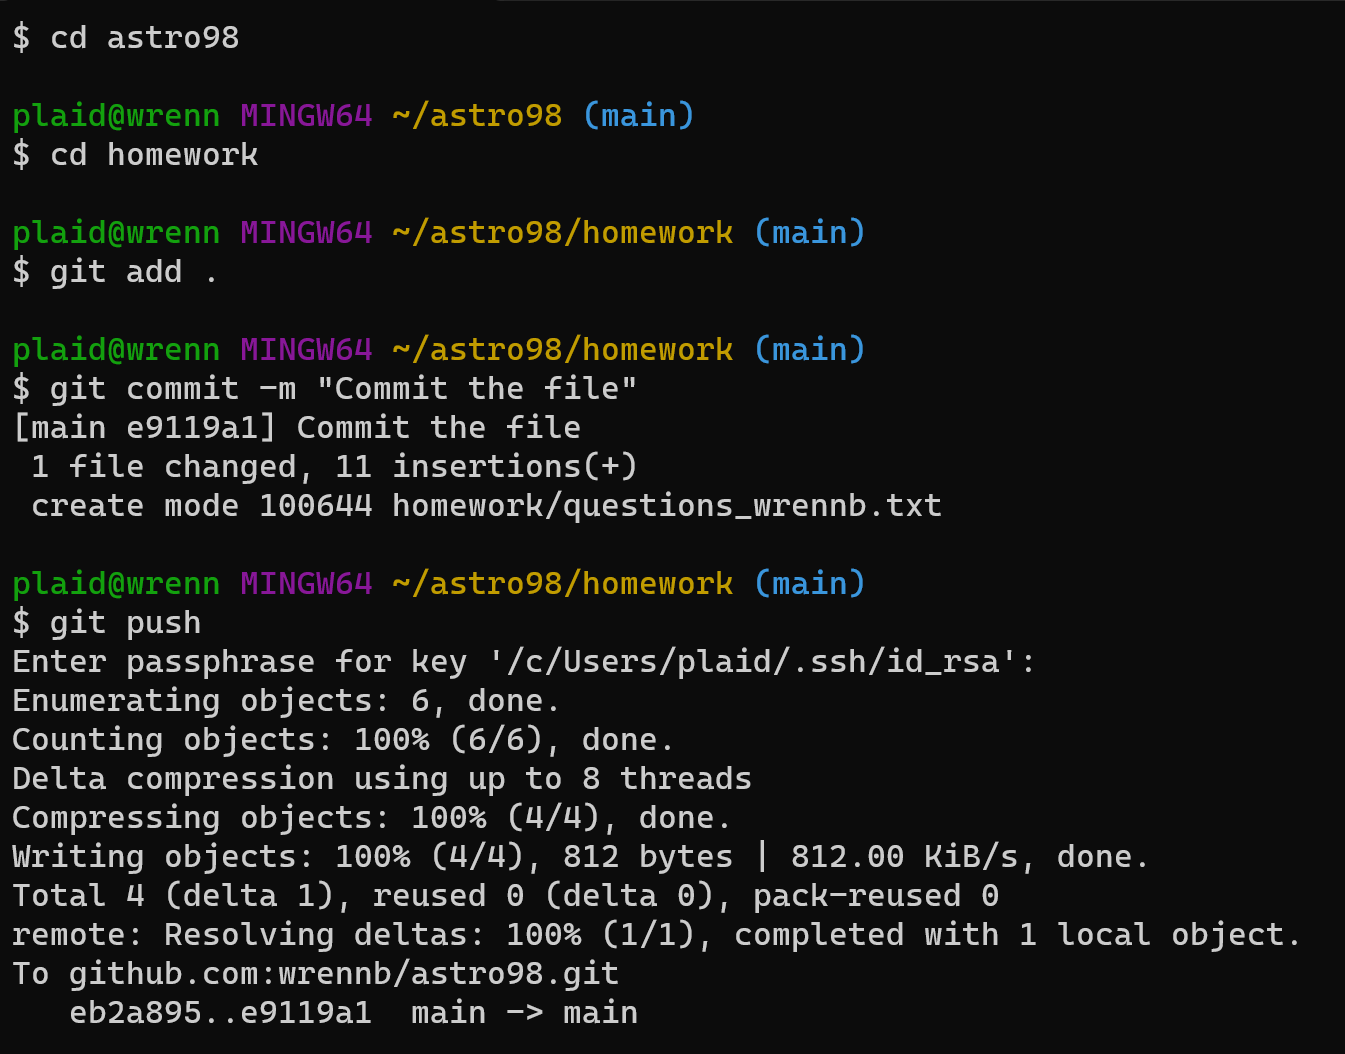 $ cd astro98
plaid@wrenn MINGW64 ~/astro98 (main)
$ cd homework
plaid@wrenn MINGW64 ~/astro98/homework (main)
$ git add .
plaid@wrenn MINGW64 ~/astro98/homework (main)
$ git commit -m "Commit the file"
[main e9119a1] Commit the file
 1 file changed, 11 insertions(+)
 create mode 100644 homework/questions_wrennb.txt
plaid@wrenn MINGW64 ~/astro98/homework (main)
$ git push
Enter passphrase for key '/c/Users/plaid/.ssh/id_rsa':
Enumerating objects: 6, done.
Counting objects: 100% (6/6), done.
Delta compression using up to 8 threads
Compressing objects: 100% (4/4), done.
Writing objects: 100% (4/4), 812 bytes | 812.00 KiB/s, done.
Total 4 (delta 1), reused 0 (delta 0), pack-reused 0
remote: Resolving deltas: 100% (1/1), completed with 1 local object.
To github.com:wrennb/astro98.git
   eb2a895..e9119a1  main -> main